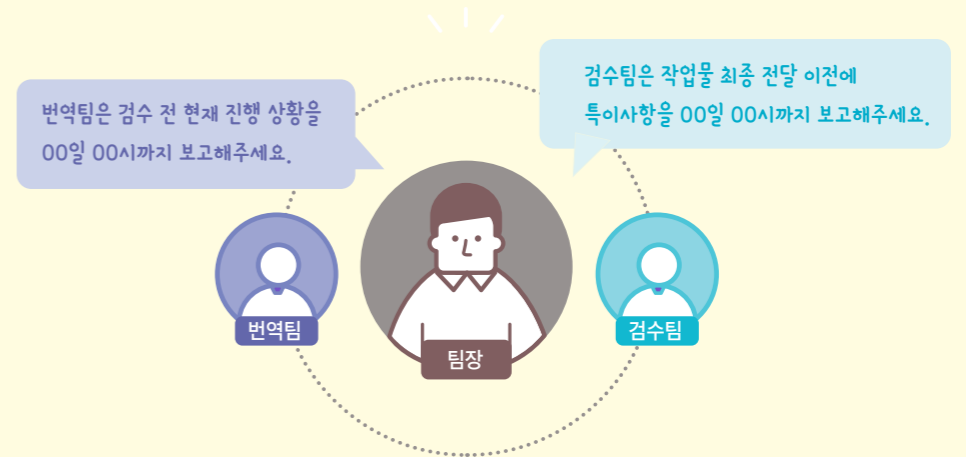 번역팀은 검수 전 현재 진행 상황을
00일 00시까지 보고해주세요.
검수팀은 작업물 최종 전달 이전에
특이사항을 00일 00시까지 보고해주세요.
번역팀
팀장
검수팀